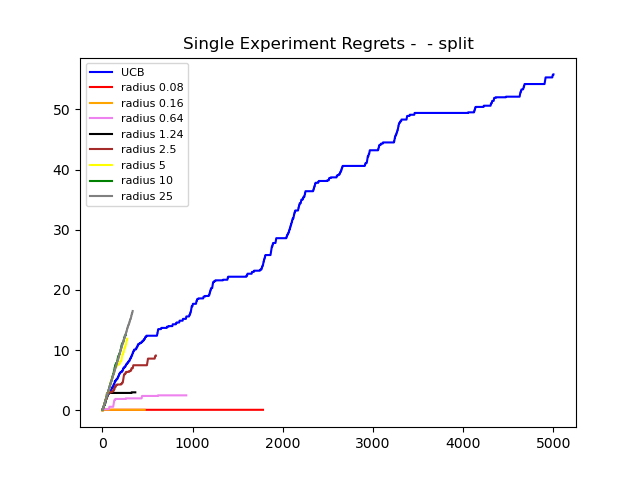 Single Experiment Regrets -  - split
UCB
radius 0.08
radius 0.16
radius 0.64
radius 1.24
radius 2.5
radius 5
radius 10
radius 25
50
40
30
20
10
0
0 1000 2000 3000 4000 5000